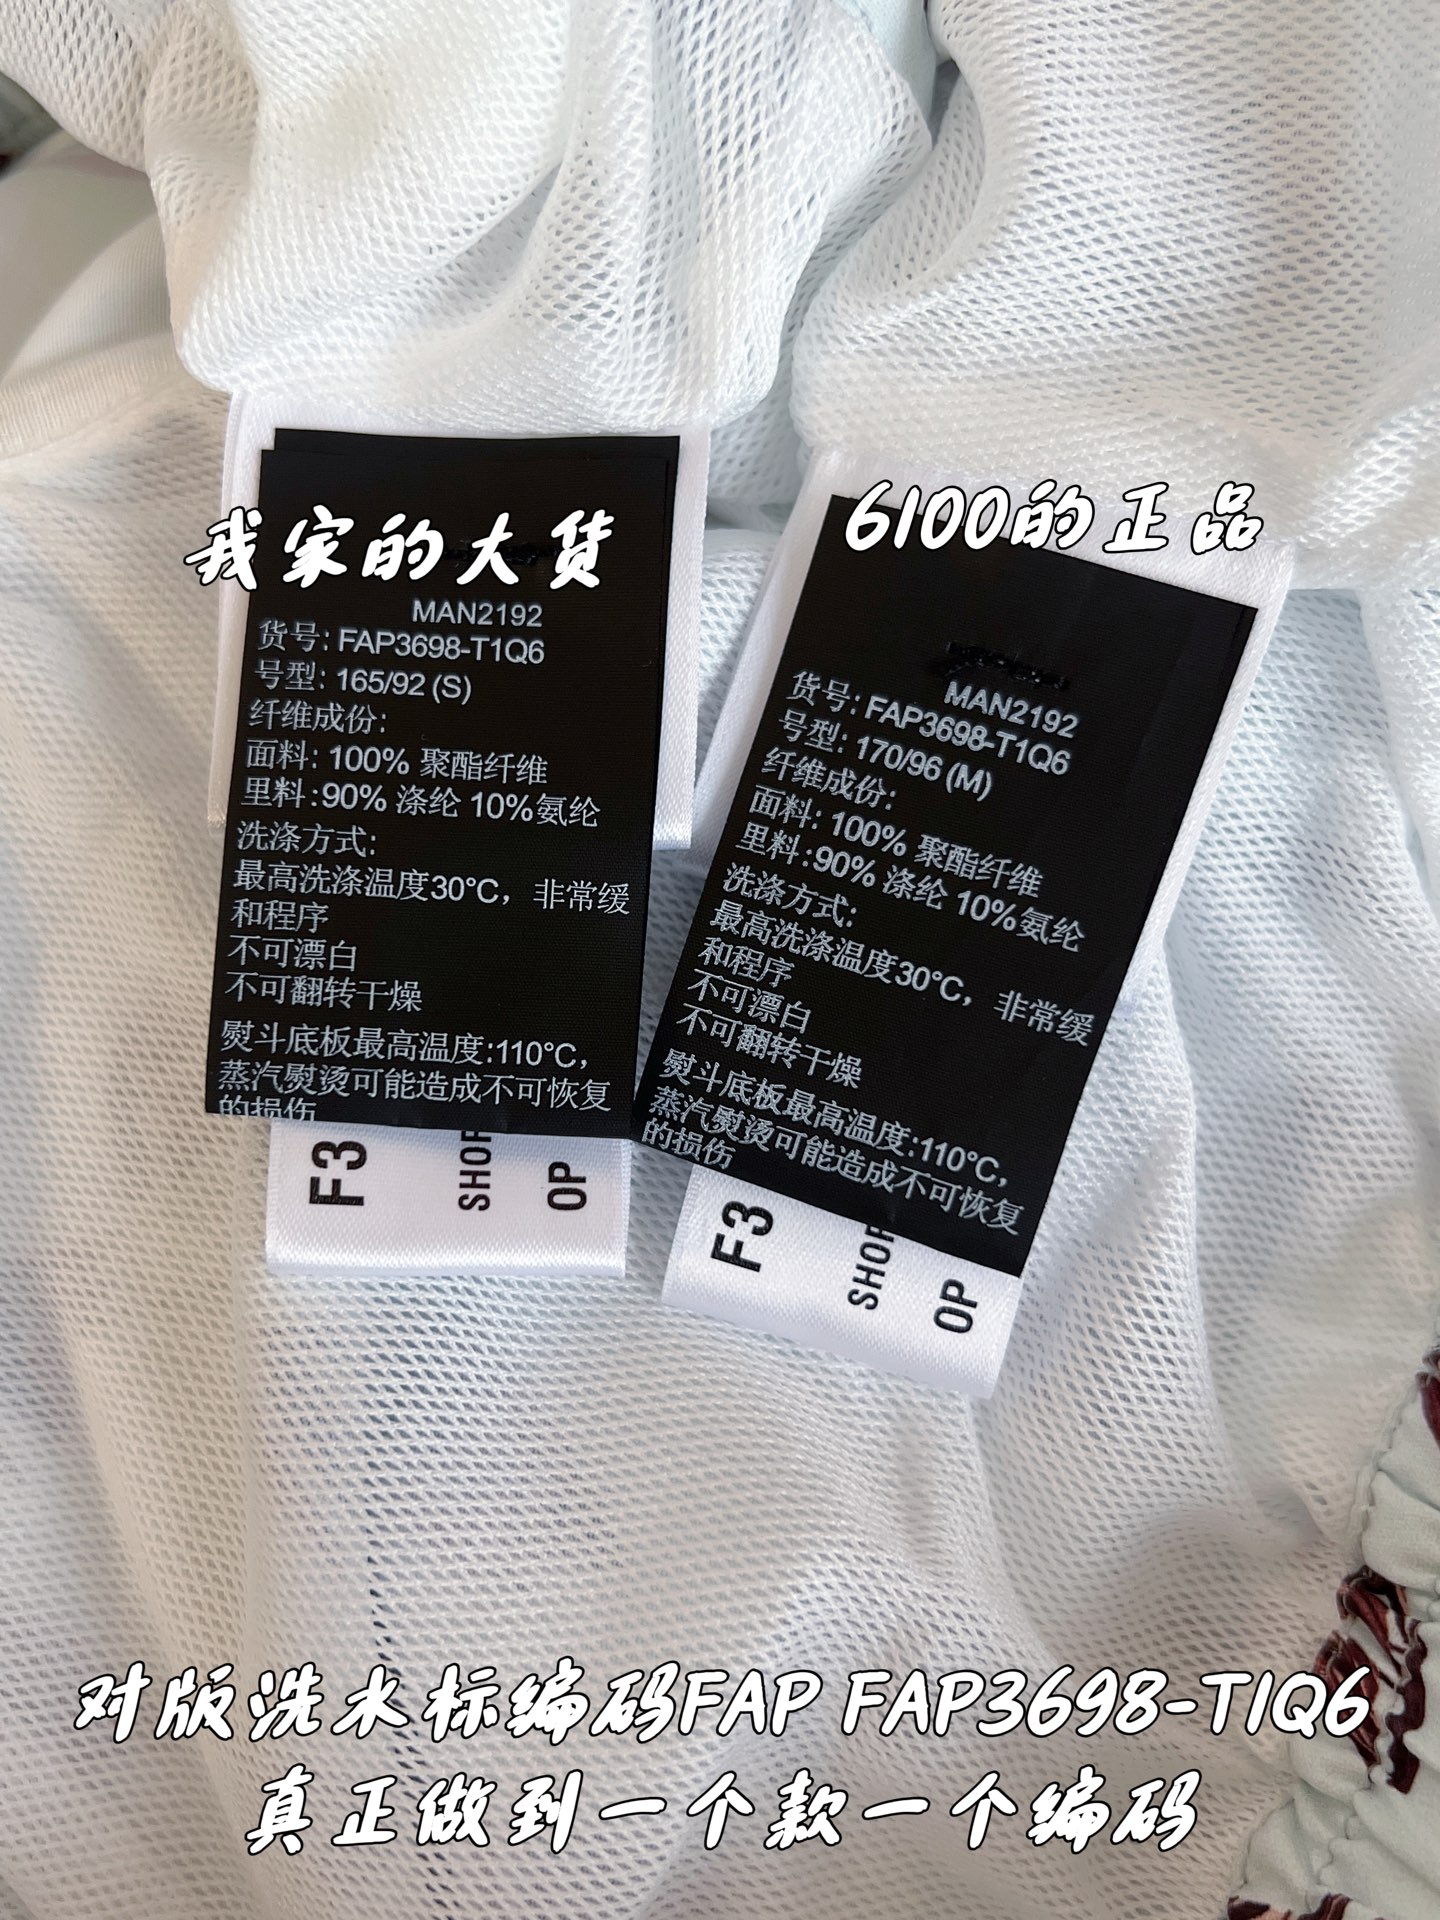 我家的大货
MAN2192
货号: FAP3698-T1Q6
号型: 165/92 (S)
纤维成份:
面料: 100% 聚酯纤维
里料:90% 涤纶 10%氨纶
洗涤方式:
最高洗涤温度30°C，非常缓
和程序
不可漂白
不可翻转干燥
熨斗底板最高温度:110°C，
蒸汽熨烫可能造成不可恢复
的损伤
F3
SHOR
OP
6100的正品
MAN2192
货号: FAP3698-T1Q6
号型: 170/96 (M)
纤维成份:
面料: 100% 聚酯纤维
里料:90% 涤纶 10%氨纶
洗涤方式:
最高洗涤温度30°C，非常缓
和程序
不可漂白
不可翻转干燥
熨斗底板最高温度:110°C，
蒸汽熨烫可能造成不可恢复
的损伤
F3
SHOR
OP
对版洗水标编码FAP FAP3698-T1Q6
真正做到一个款一个编码